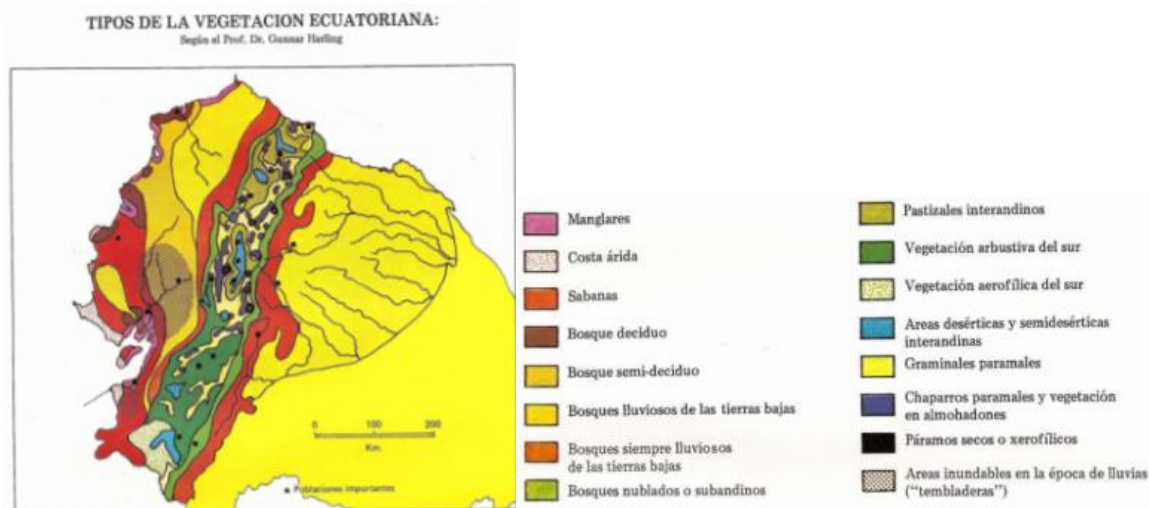 TIPOS DE LA VEGETACION ECUATORIANA:
Según el Prof. Dr. Gunnar Harling
0 100 200
Km.
Poblaciones importantes
Manglares
Costa árida
Sabanas
Bosque deciduo
Bosque semi-deciduo
Bosques lluviosos de las tierras bajas
Bosques siempre lluviosos
de las tierras bajas
Bosques nublados o subandinos
Pastizales interandinos
Vegetación arbustiva del sur
Vegetación aerofílica del sur
Areas desérticas y semidesérticas
interandinas
Graminales paramales
Chaparros paramales y vegetación
en almohadones
Páramos secos o xerofílicos
Areas inundables en la época de lluvias
("tembladeras")